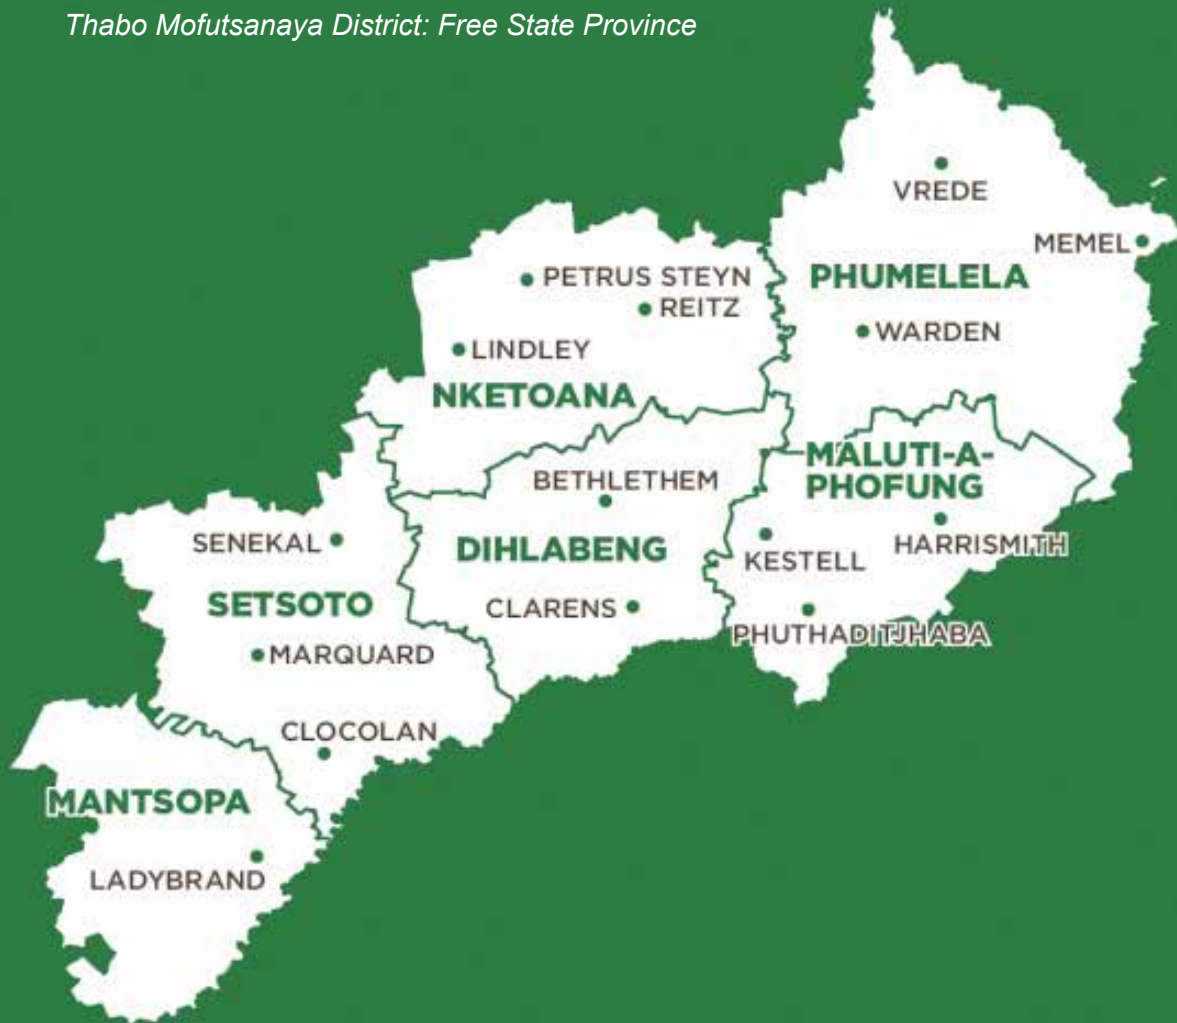 Thabo Mofutsanaya District: Free State Province
VREDE
MEMEL
PHUMELELA
PETRUS STEYN
REITZ
WARDEN
LINDLEY
NKETOANA
MALUTI-A-
PHOFUNG
BETHLETHEM
HARRISMITH
SENEKAL
DIHLABENG
KESTELL
SETSOTO
CLARENS
PHUTHADITJHABA
MARQUARD
CLOCOLAN
MANTSOPA
LADYBRAND